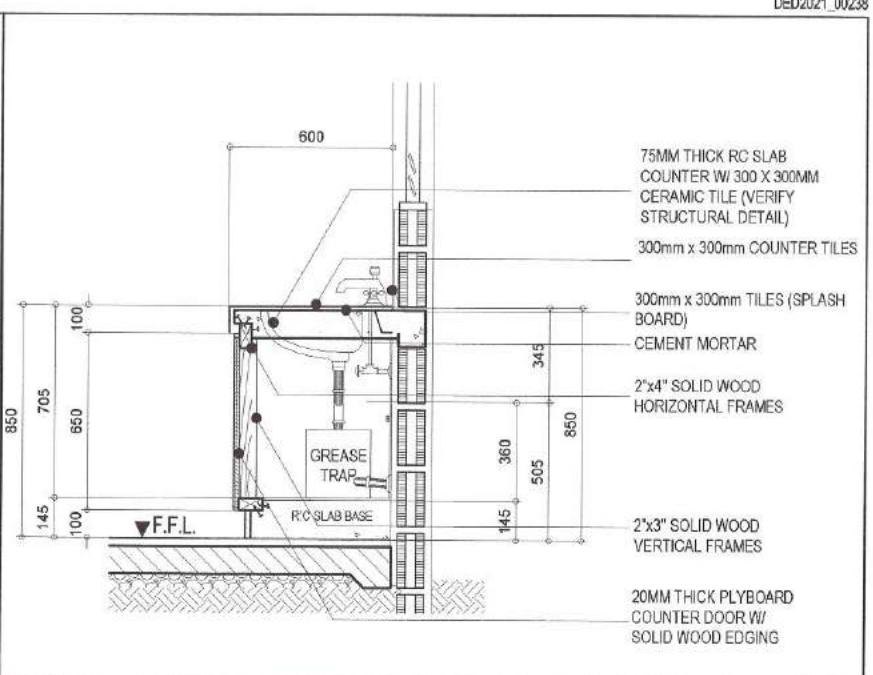 DED2021_00238
600
75MM THICK RC SLAB
COUNTER W/ 300 X 300MM
CERAMIC TILE (VERIFY
STRUCTURAL DETAIL)
300mm x 300mm COUNTER TILES
300mm x 300mm TILES (SPLASH
BOARD)
CEMENT MORTAR
2"x4" SOLID WOOD
HORIZONTAL FRAMES
2"x3" SOLID WOOD
VERTICAL FRAMES
20MM THICK PLYBOARD
COUNTER DOOR W/
SOLID WOOD EDGING
850
705
145
100
650
100
GREASE
TRAP
R'C SLAB BASE
F.F.L.
345
360
145
505
850